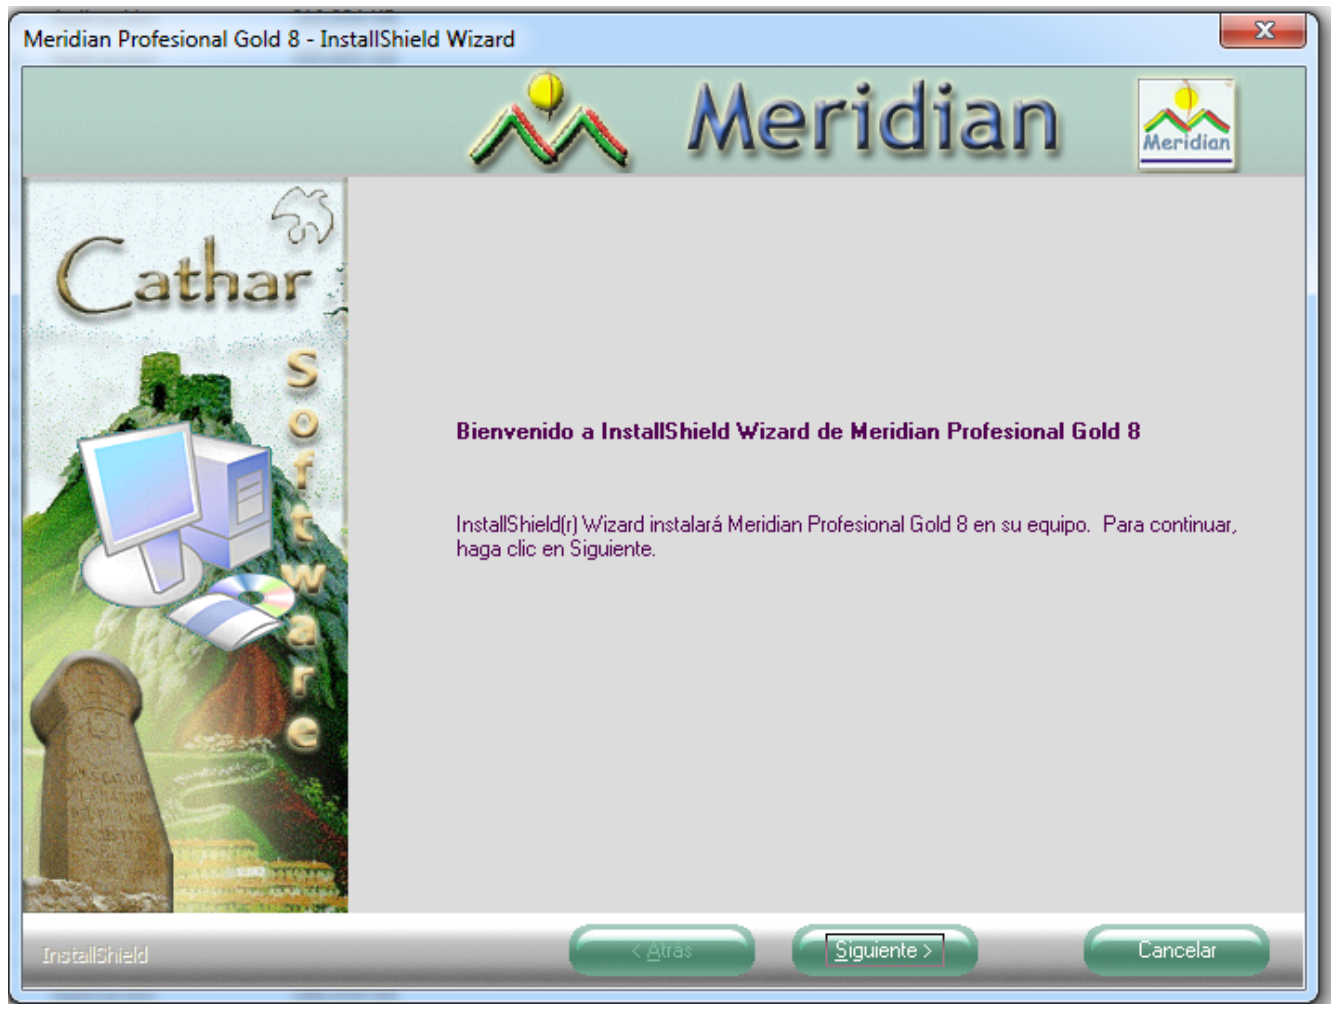 Meridian Profesional Gold 8 - InstallShield Wizard
Meridian
Meridian
Cathar
Software
Bienvenido a InstallShield Wizard de Meridian Profesional Gold 8
InstallShield(r) Wizard instalará Meridian Profesional Gold 8 en su equipo. Para continuar,
haga clic en Siguiente.
InstallShield
< Atrás
Siguiente >
Cancelar